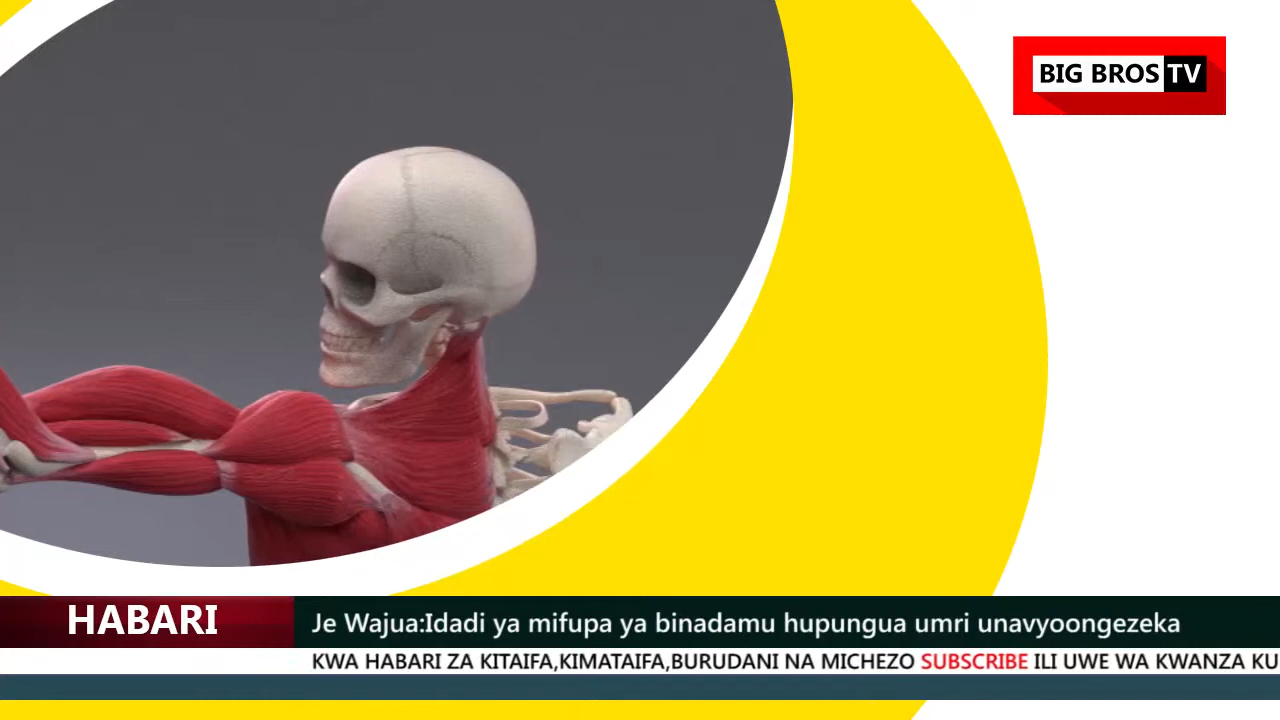 BIG BROS TV
HABARI
Je Wajua:Idadi ya mifupa ya binadamu hupungua umri unavyoongezeka
KWA HABARI ZA KITAIFA,KIMATAIFA,BURUDANI NA MICHEZO SUBSCRIBE ILI UWE WA KWANZA KU